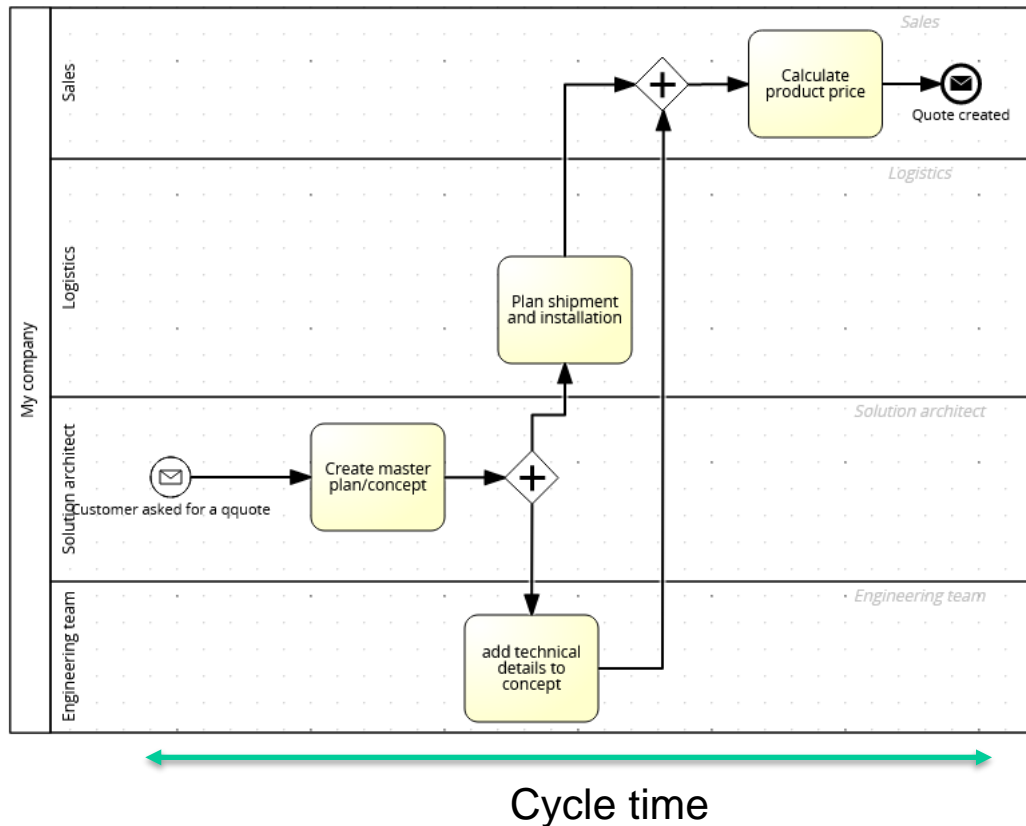 My company
Sales
Sales
Calculate
product price
Quote created
Logistics
Logistics
Plan shipment
and installation
Solution architect
Solution architect
Customer asked for a qquote
Create master
plan/concept
Engineering team
Engineering team
add technical
details to
concept
Cycle time